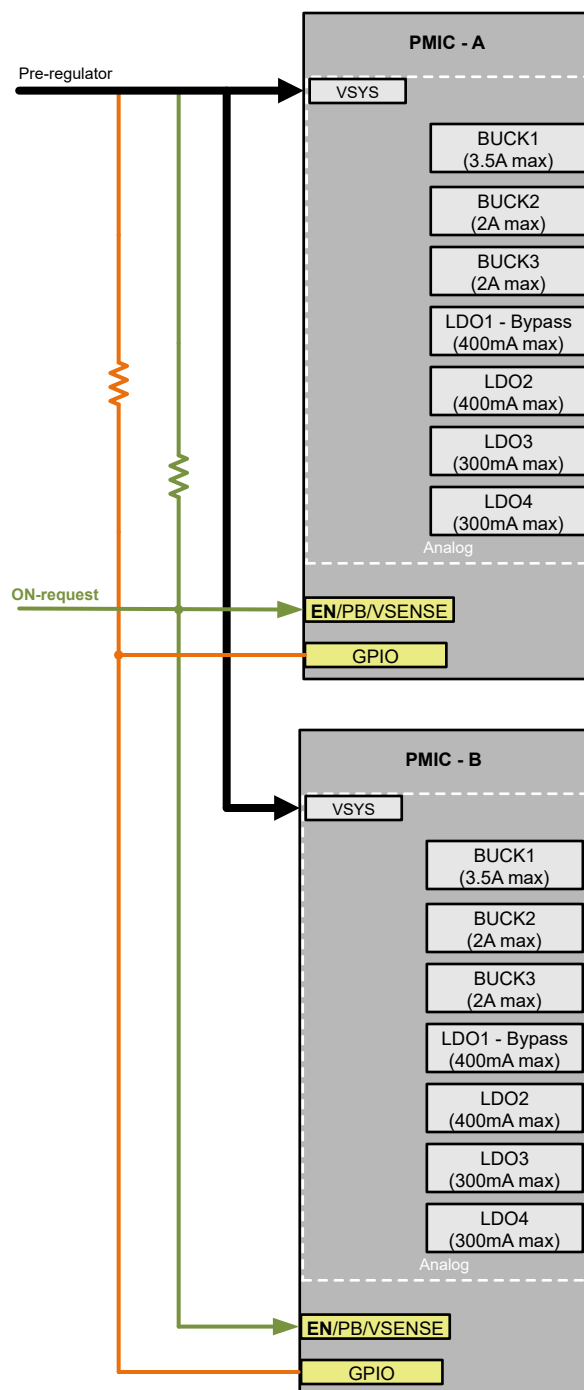 PMIC - A
Pre-regulator
VSYS
BUCK1
(3.5A max)
BUCK2
(2A max)
BUCK3
(2A max)
LDO1 - Bypass
(400mA max)
LDO2
(400mA max)
LDO3
(300mA max)
LDO4
(300mA max)
Analog
ON-request
EN/PB/VSENSE
GPIO
PMIC - B
VSYS
BUCK1
(3.5A max)
BUCK2
(2A max)
BUCK3
(2A max)
LDO1 - Bypass
(400mA max)
LDO2
(400mA max)
LDO3
(300mA max)
LDO4
(300mA max)
Analog
EN/PB/VSENSE
GPIO